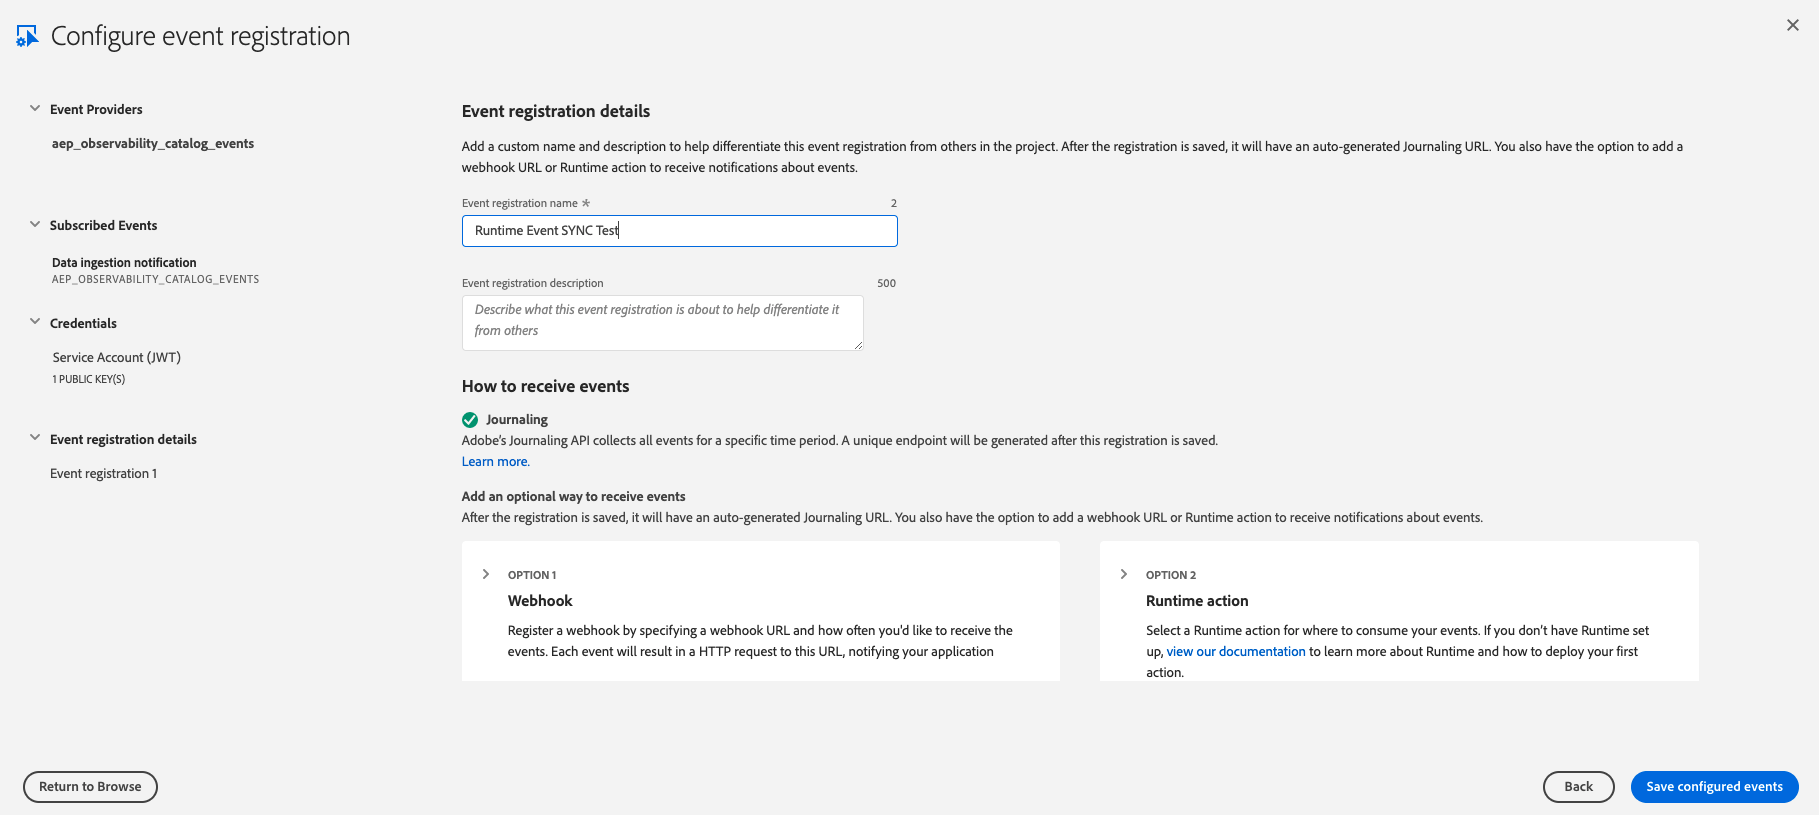 Configure event registration
Event Providers
aep_observability_catalog_events
Subscribed Events
Data ingestion notification
AEP_OBSERVABILITY_CATALOG_EVENTS
Credentials
Service Account (JWT)
1 PUBLIC KEY(S)
Event registration details
Event registration 1
Event registration details
Add a custom name and description to help differentiate this event registration from others in the project. After the registration is saved, it will have an auto-generated Journaling URL. You also have the option to add a
webhook URL or Runtime action to receive notifications about events.
Event registration name * 2
Runtime Event SYNC Test
Event registration description 500
Describe what this event registration is about to help differentiate it
from others
How to receive events
Journaling
Adobe's Journaling API collects all events for a specific time period. A unique endpoint will be generated after this registration is saved.
Learn more.
Add an optional way to receive events
After the registration is saved, it will have an auto-generated Journaling URL. You also have the option to add a webhook URL or Runtime action to receive notifications about events.
OPTION 1
Webhook
Register a webhook by specifying a webhook URL and how often you'd like to receive the
events. Each event will result in a HTTP request to this URL, notifying your application
OPTION 2
Runtime action
Select a Runtime action for where to consume your events. If you don't have Runtime set
up, view our documentation to learn more about Runtime and how to deploy your first
action.
Return to Browse
Back
Save configured events